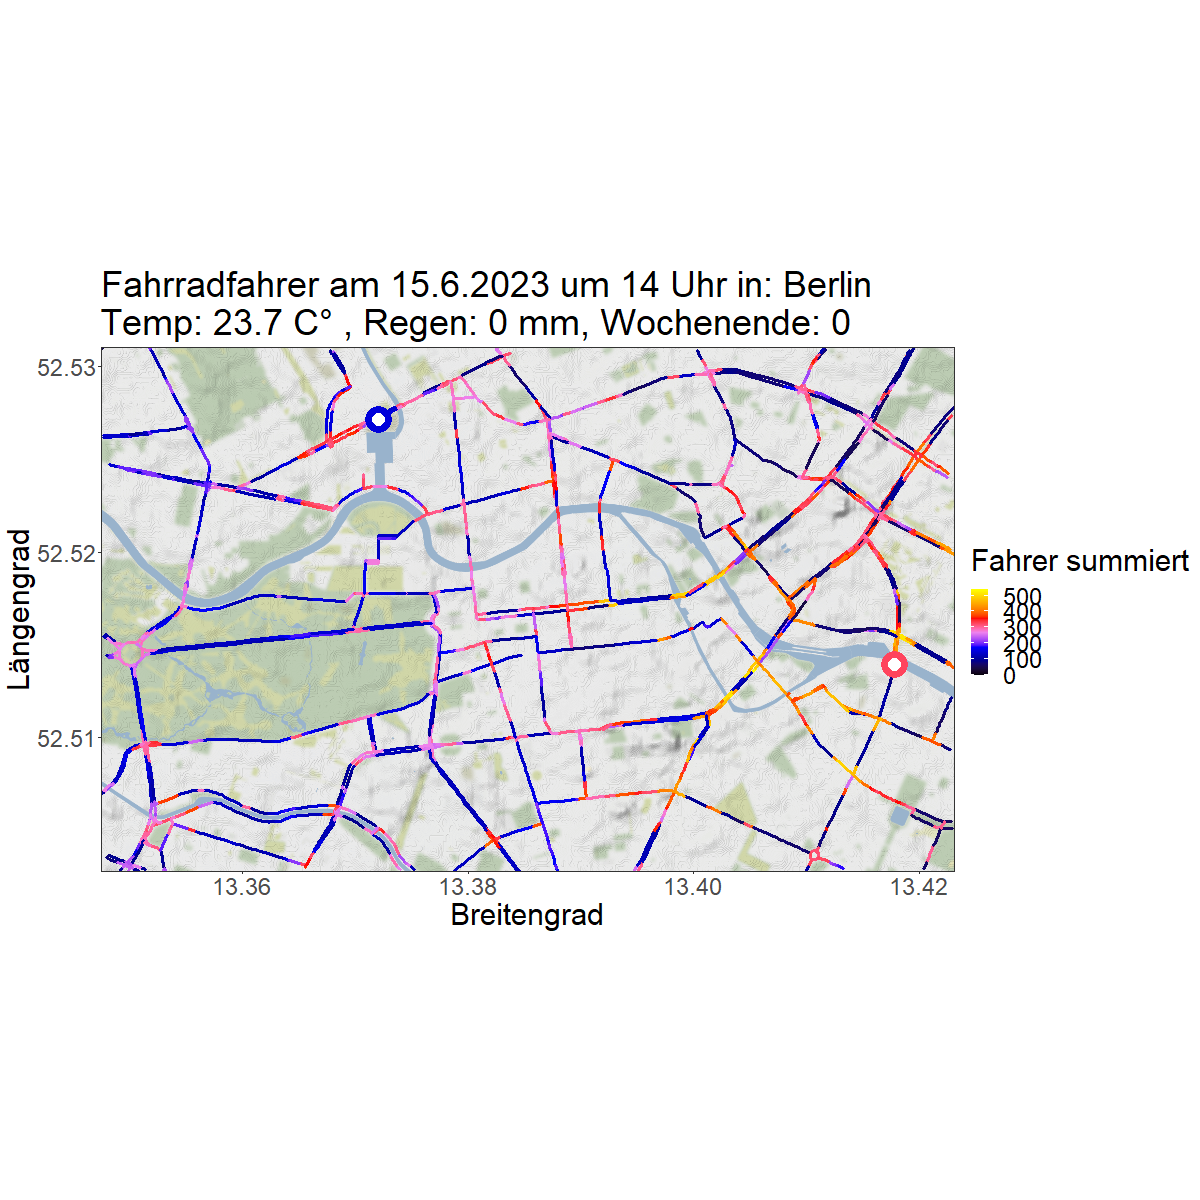 Fahrradfahrer am 15.6.2023 um 14 Uhr in: Berlin
Temp: 23.7 C° , Regen: 0 mm, Wochenende: 0
52.53
52.52
52.51
Längengrad
13.36
13.38
13.40
13.42
Breitengrad
Fahrer summiert
500
400
300
200
100
0